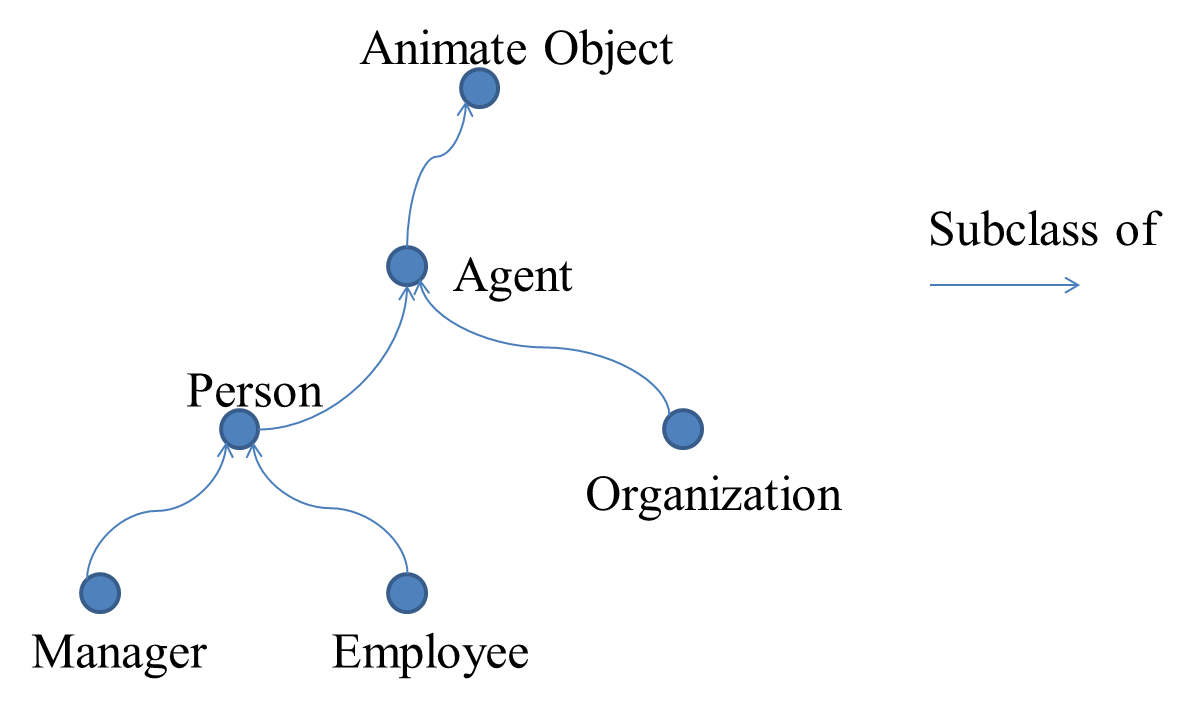 Animate Object
Subclass of
Agent
Person
Organization
Manager
Employee